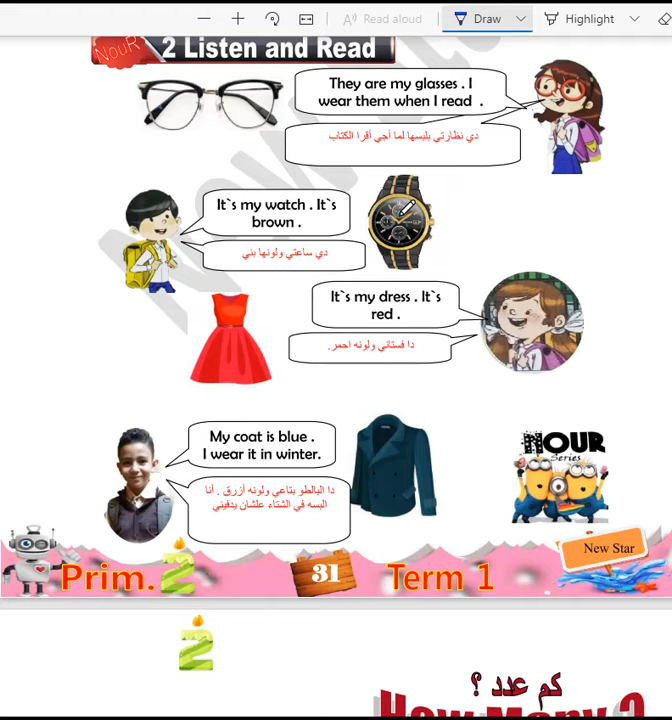 Read aloud
Draw
Highlight
NouR
2 Listen and Read
They are my glasses . I
wear them when I read .
دي نظارتي بلبسها لما أجي أقرا الكتاب
It`s my watch . It`s
brown .
دي ساعتي ولونها بني
It`s my dress . It`s
red .
دا فستاني ولونه احمر.
My coat is blue .
I wear it in winter.
دا البالطو بتاعي ولونه أزرق . أنا
البسه في الشتاء علشان يدفيني
NOUR
Series
New Star
Prim. 2
31
Term 1
2
كم عدد ؟
How Many ?